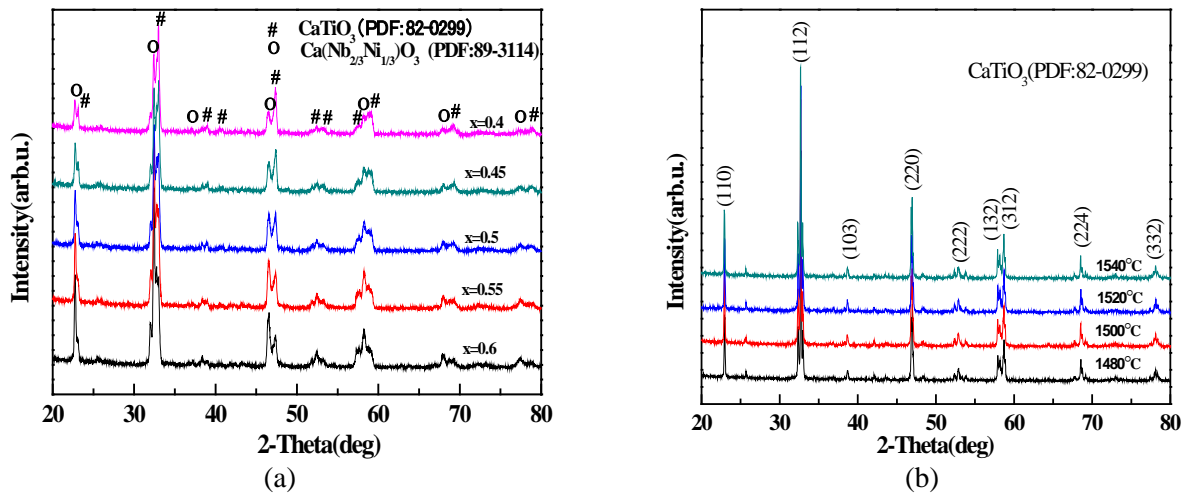 # CaTiO3 (PDF:82-0299)
o Ca(Nb2/3Ni1/3)O3 (PDF:89-3114)
#
o
o #
#
o
#
o # #
# #
# o #
o #
o #
x=0.4
x=0.45
x=0.5
x=0.55
x=0.6
Intensity(arb.u.)
20 30 40 50 60 70 80
2-Theta(deg)
(a)
(112)
CaTiO3(PDF:82-0299)
(110)
(220)
(103)
(222)
(132)
(312)
(224)
(332)
1540°C
1520°C
1500°C
1480°C
Intensity(arb.u.)
20 30 40 50 60 70 80
2-Theta(deg)
(b)